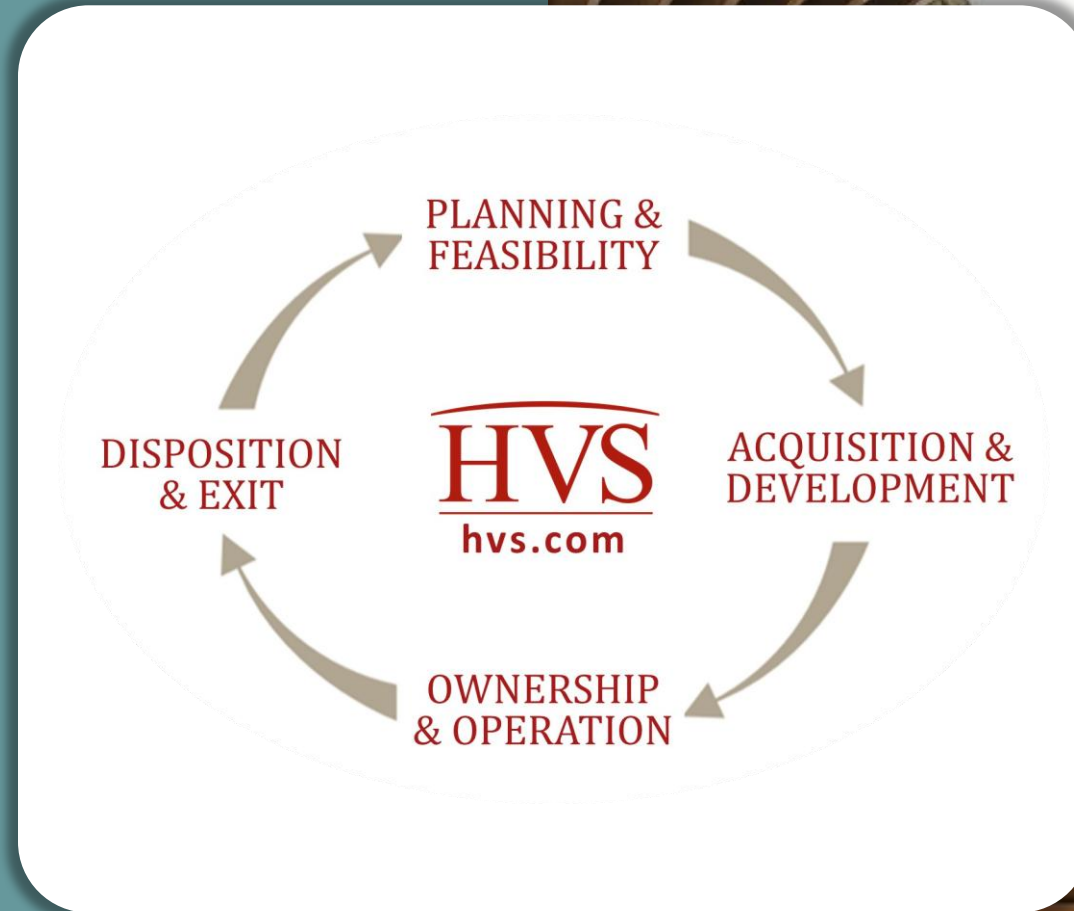 PLANNING &
FEASIBILITY
DISPOSITION
& EXIT
HVS
hvs.com
ACQUISITION &
DEVELOPMENT
OWNERSHIP
& OPERATION